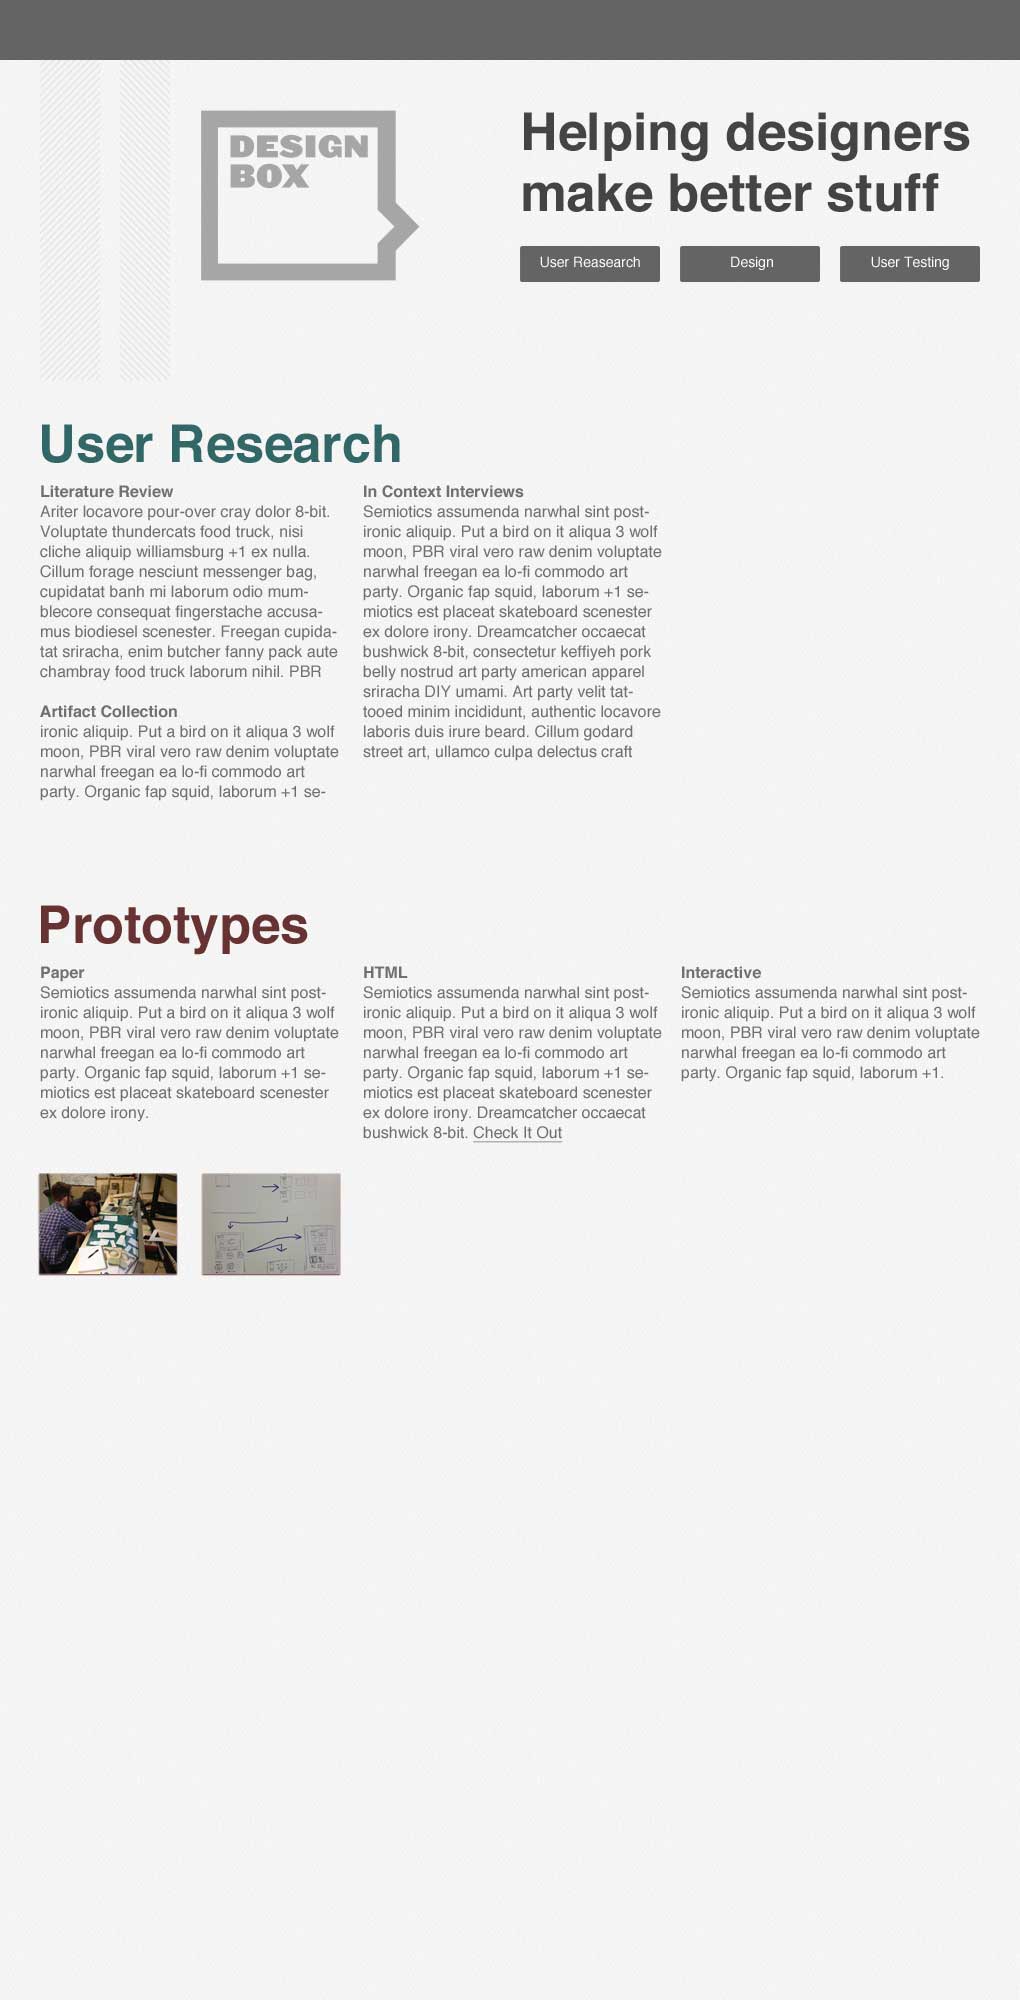 DESIGN
BOX
Helping designers
make better stuff
User Reasearch
Design
User Testing
User Research
Literature Review
Ariter locavore pour-over cray dolor 8-bit.
Voluptate thundercats food truck, nisi
cliche aliquip williamsburg +1 ex nulla.
Cillum forage nesciunt messenger bag,
cupidatat banh mi laborum odio mum-
blecore consequat fingerstache accusa-
mus biodiesel scenester. Freegan cupida-
tat sriracha, enim butcher fanny pack aute
chambray food truck laborum nihil. PBR
Artifact Collection
ironic aliquip. Put a bird on it aliqua 3 wolf
moon, PBR viral vero raw denim voluptate
narwhal freegan ea lo-fi commodo art
party. Organic fap squid, laborum +1 se-
In Context Interviews
Semiotics assumenda narwhal sint post-
ironic aliquip. Put a bird on it aliqua 3 wolf
moon, PBR viral vero raw denim voluptate
narwhal freegan ea lo-fi commodo art
party. Organic fap squid, laborum +1 se-
miotics est placeat skateboard scenester
ex dolore irony. Dreamcatcher occaecat
bushwick 8-bit, consectetur keffiyeh pork
belly nostrud art party american apparel
sriracha DIY umami. Art party velit tat-
tooed minim incididunt, authentic locavore
laboris duis irure beard. Cillum godard
street art, ullamco culpa delectus craft
Prototypes
Paper
Semiotics assumenda narwhal sint post-
ironic aliquip. Put a bird on it aliqua 3 wolf
moon, PBR viral vero raw denim voluptate
narwhal freegan ea lo-fi commodo art
party. Organic fap squid, laborum +1 se-
miotics est placeat skateboard scenester
ex dolore irony.
HTML
Semiotics assumenda narwhal sint post-
ironic aliquip. Put a bird on it aliqua 3 wolf
moon, PBR viral vero raw denim voluptate
narwhal freegan ea lo-fi commodo art
party. Organic fap squid, laborum +1 se-
miotics est placeat skateboard scenester
ex dolore irony. Dreamcatcher occaecat
bushwick 8-bit. Check It Out
Interactive
Semiotics assumenda narwhal sint post-
ironic aliquip. Put a bird on it aliqua 3 wolf
moon, PBR viral vero raw denim voluptate
narwhal freegan ea lo-fi commodo art
party. Organic fap squid, laborum +1.